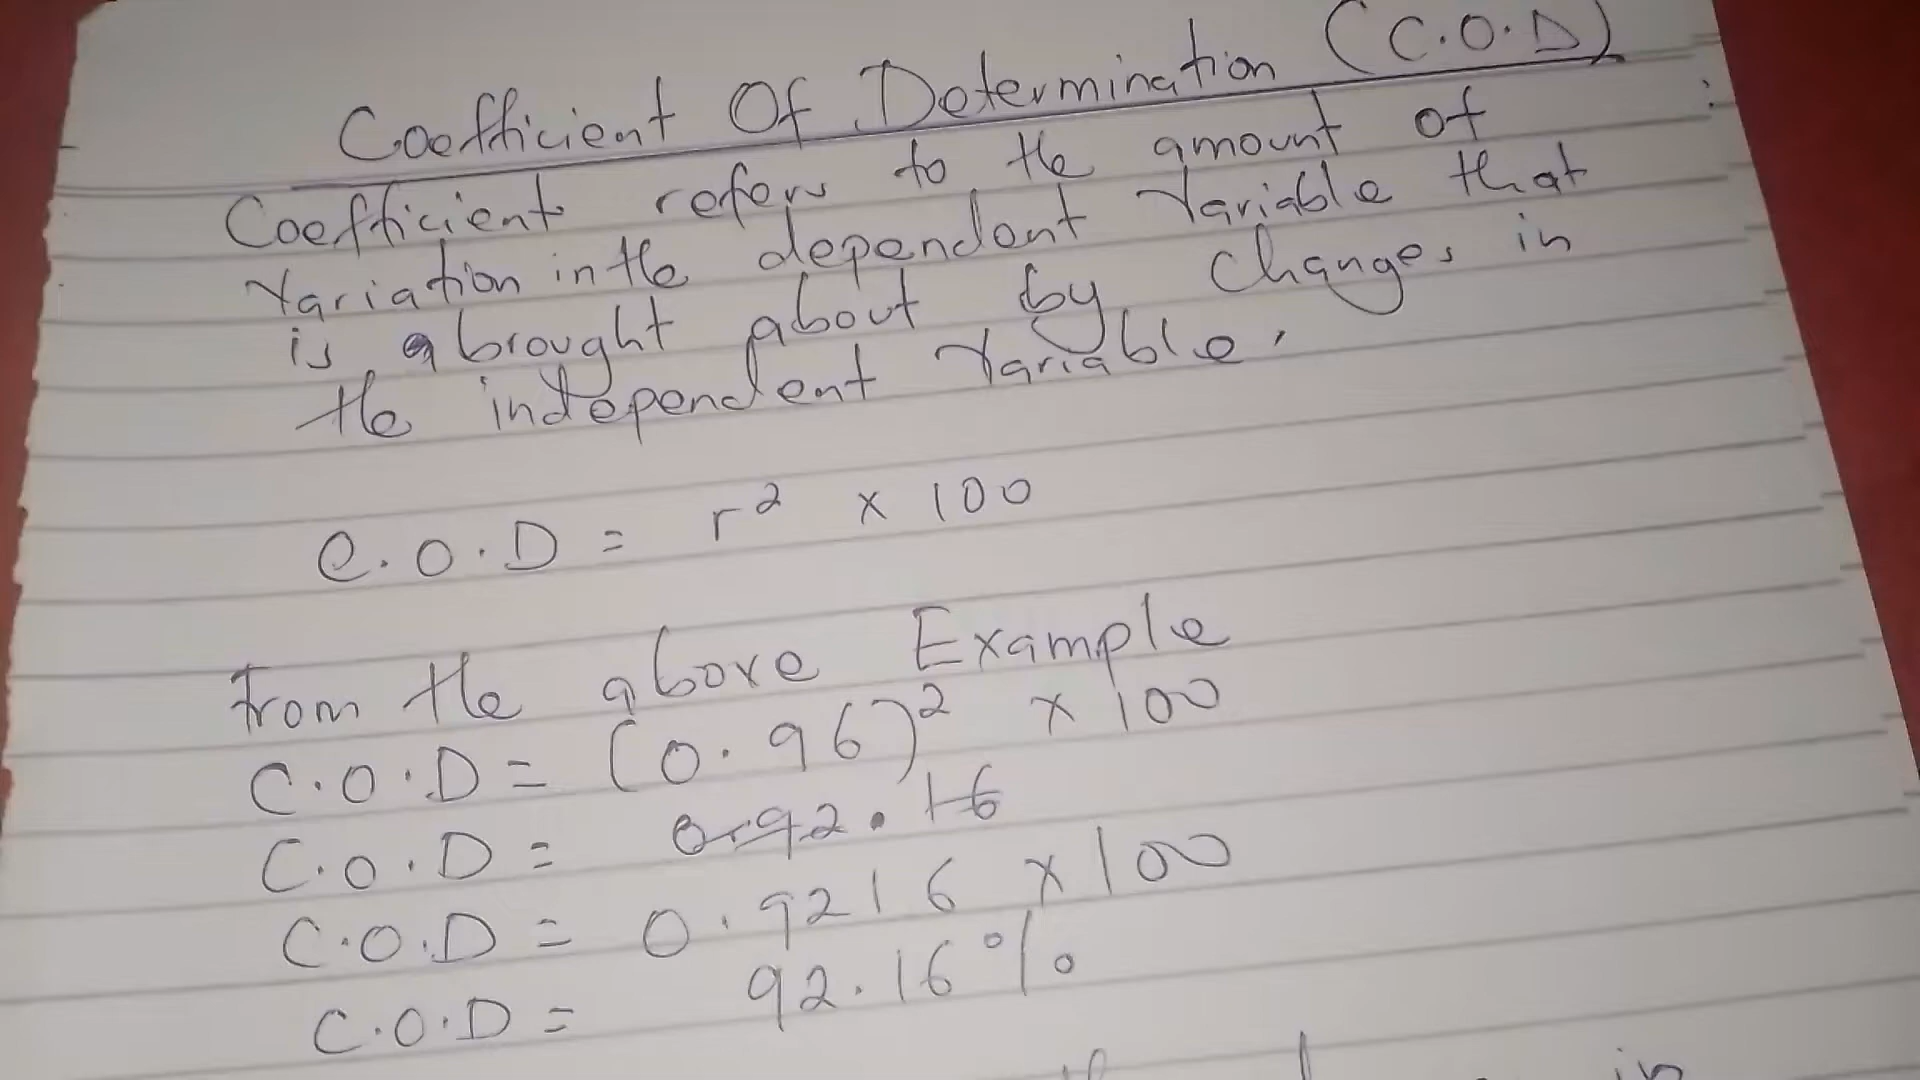 Coefficient Of Determination (C.O.D)
Coefficient refers to the amount of
Variation in the dependent Variable that
is brought about by changes in
the independent Variable.
C.O.D = r² x 100
From the above Example
C.O.D = (0.96)² x 100
C.O.D = 0.92.16
C.O.D = 0.9216 x 100
C.O.D = 92.16%
in